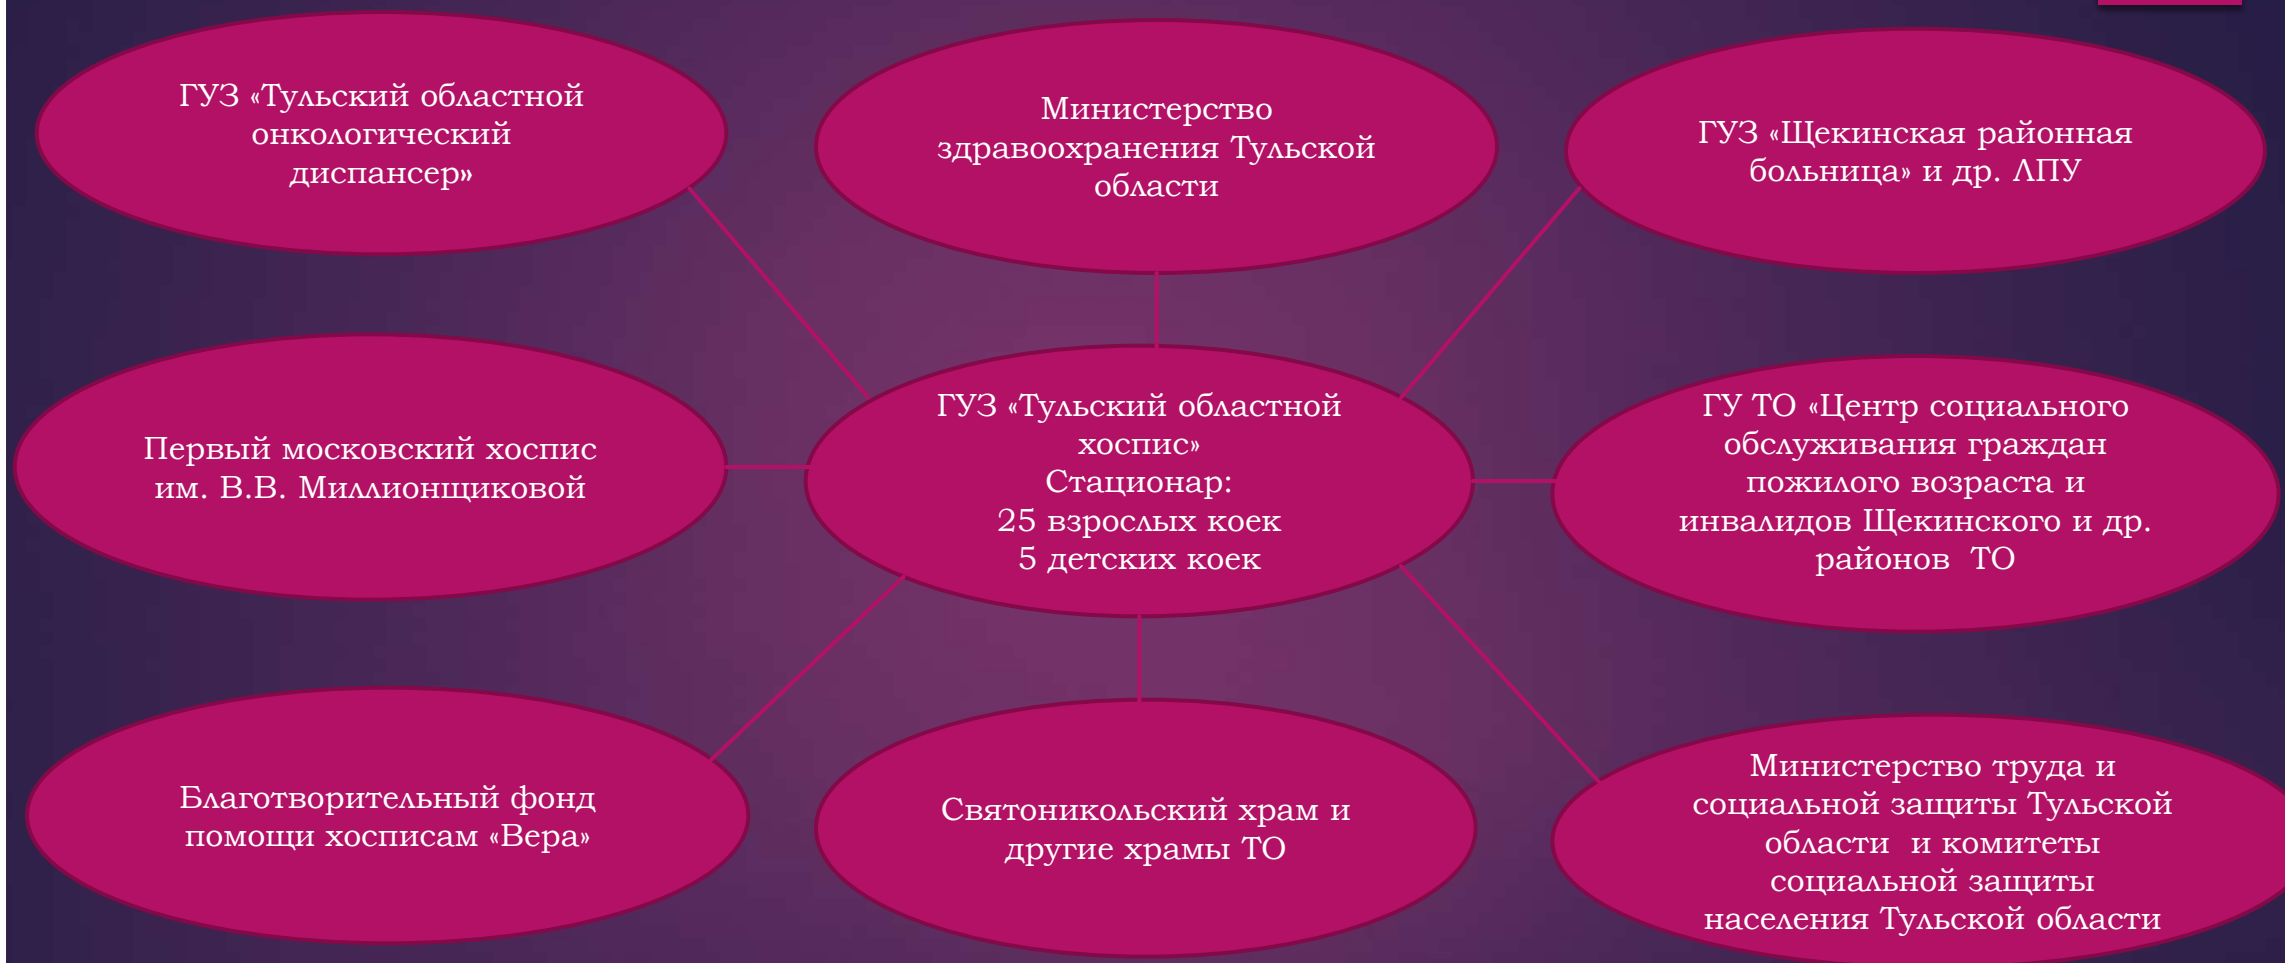 ГУЗ «Тульский областной
онкологический
диспансер»
Министерство
здравоохранения Тульской
области
ГУЗ «Щекинская районная
больница» и др. ЛПУ
Первый московский хоспис
им. В.В. Миллионщиковой
ГУЗ «Тульский областной
хоспис»
Стационар:
25 взрослых коек
5 детских коек
ГУ ТО «Центр социального
обслуживания граждан
пожилого возраста и
инвалидов Щекинского и др.
районов  ТО
Благотворительный фонд
помощи хосписам «Вера»
Святоникольский храм и
другие храмы ТО
Министерство труда и
социальной защиты Тульской
области  и комитеты
социальной защиты
населения Тульской области